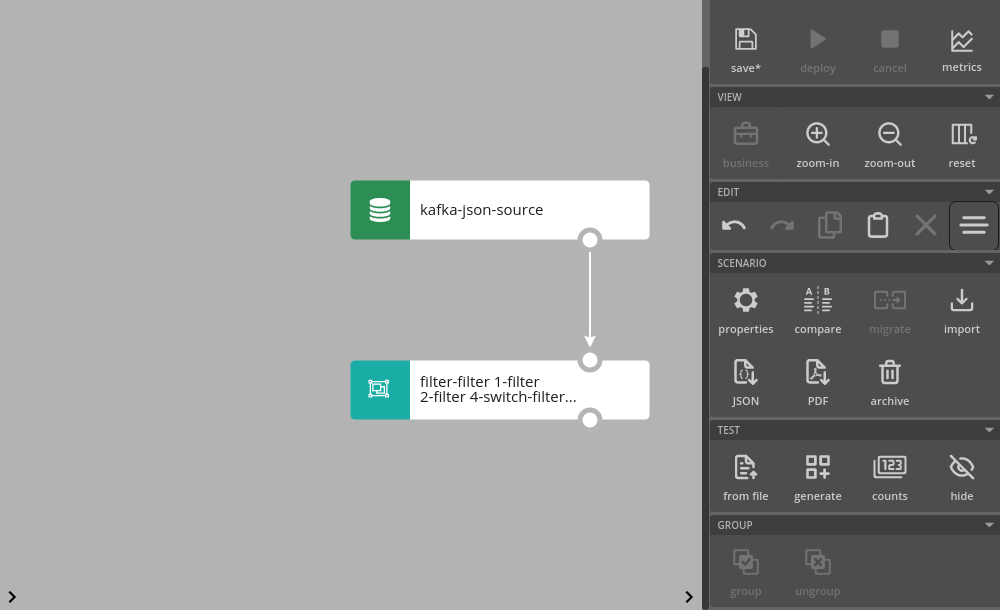 save*
deploy
cancel
metrics
VIEW
business
zoom-in
zoom-out
reset
EDIT
SCENARIO
properties
compare
A B
migrate
import
JSON
PDF
archive
TEST
from file
generate
123
counts
hide
GROUP
group
ungroup
kafka-json-source
filter-filter 1-filter
2-filter 4-switch-filter...